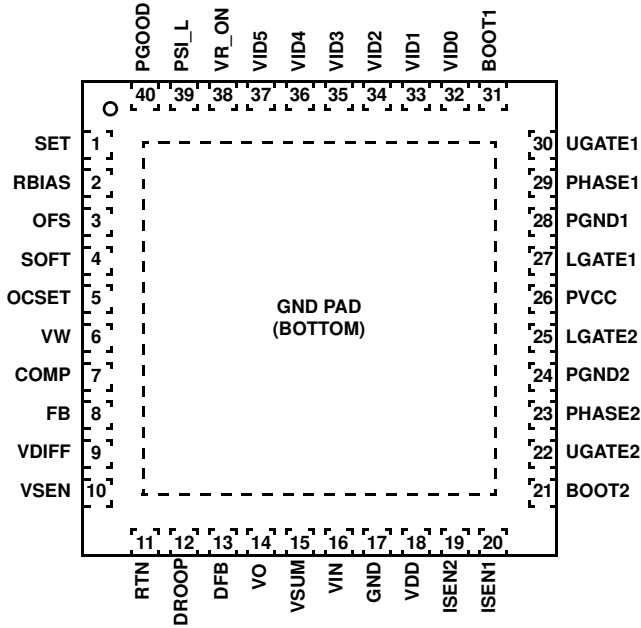 PGOOD
PSI_L
VR_ON
VID5
VID4
VID3
VID2
VID1
VID0
BOOT1
40 39 38 37 36 35 34 33 32 31
SET 1
RBIAS 2
OFS 3
SOFT 4
OCSET 5
VW 6
COMP 7
FB 8
VDIFF 9
VSEN 10
GND PAD
(BOTTOM)
30 UGATE1
29 PHASE1
28 PGND1
27 LGATE1
26 PVCC
25 LGATE2
24 PGND2
23 PHASE2
22 UGATE2
21 BOOT2
11 12 13 14 15 16 17 18 19 20
RTN
DROOP
DFB
VO
VSUM
VIN
GND
VDD
ISEN2
ISEN1